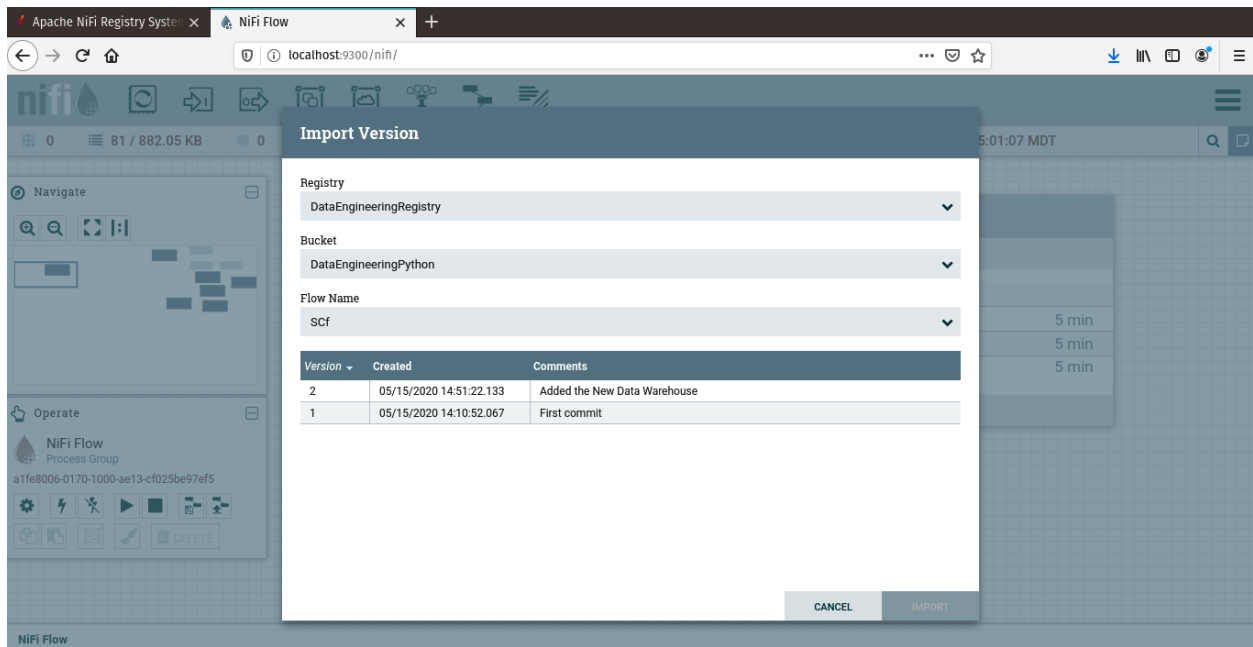 Apache NiFi Registry System
NiFi Flow
localhost:9300/nifi/
nifi
0
81 / 882.05 KB
0
5:01:07 MDT
Navigate
Operate
NiFi Flow
Process Group
a1fe8006-0170-1000-ae13-cf025be97ef5
DELETE
Import Version
Registry
DataEngineeringRegistry
Bucket
DataEngineeringPython
Flow Name
SCf
Version Created Comments
2 05/15/2020 14:51:22.133 Added the New Data Warehouse
1 05/15/2020 14:10:52.067 First commit
CANCEL IMPORT
5 min
5 min
5 min
NiFi Flow